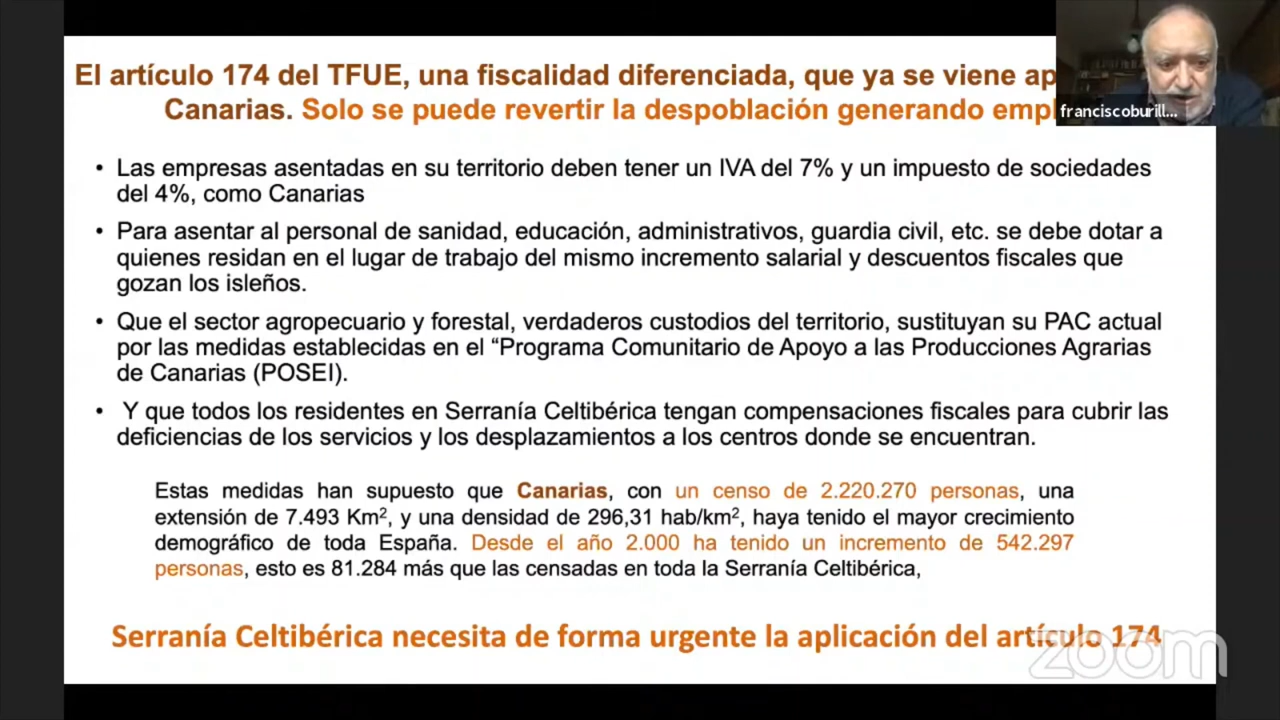 El artículo 174 del TFUE, una fiscalidad diferenciada, que ya se viene
Canarias. Solo se puede revertir la despoblación generando
franciscoburill...
• Las empresas asentadas en su territorio deben tener un IVA del 7% y un impuesto de sociedades
del 4%, como Canarias
• Para asentar al personal de sanidad, educación, administrativos, guardia civil, etc. se debe dotar a
quienes residan en el lugar de trabajo del mismo incremento salarial y descuentos fiscales que
gozan los isleños.
• Que el sector agropecuario y forestal, verdaderos custodios del territorio, sustituyan su PAC actual
por las medidas establecidas en el “Programa Comunitario de Apoyo a las Producciones Agrarias
de Canarias (POSEI).
• Y que todos los residentes en Serranía Celtibérica tengan compensaciones fiscales para cubrir las
deficiencias de los servicios y los desplazamientos a los centros donde se encuentran.
Estas medidas han supuesto que Canarias, con un censo de 2.220.270 personas, una
extensión de 7.493 Km², y una densidad de 296,31 hab/km², haya tenido el mayor crecimiento
demográfico de toda España. Desde el año 2.000 ha tenido un incremento de 542.297
personas, esto es 81.284 más que las censadas en toda la Serranía Celtibérica,
Serranía Celtibérica necesita de forma urgente la aplicación del artículo 174
zoom